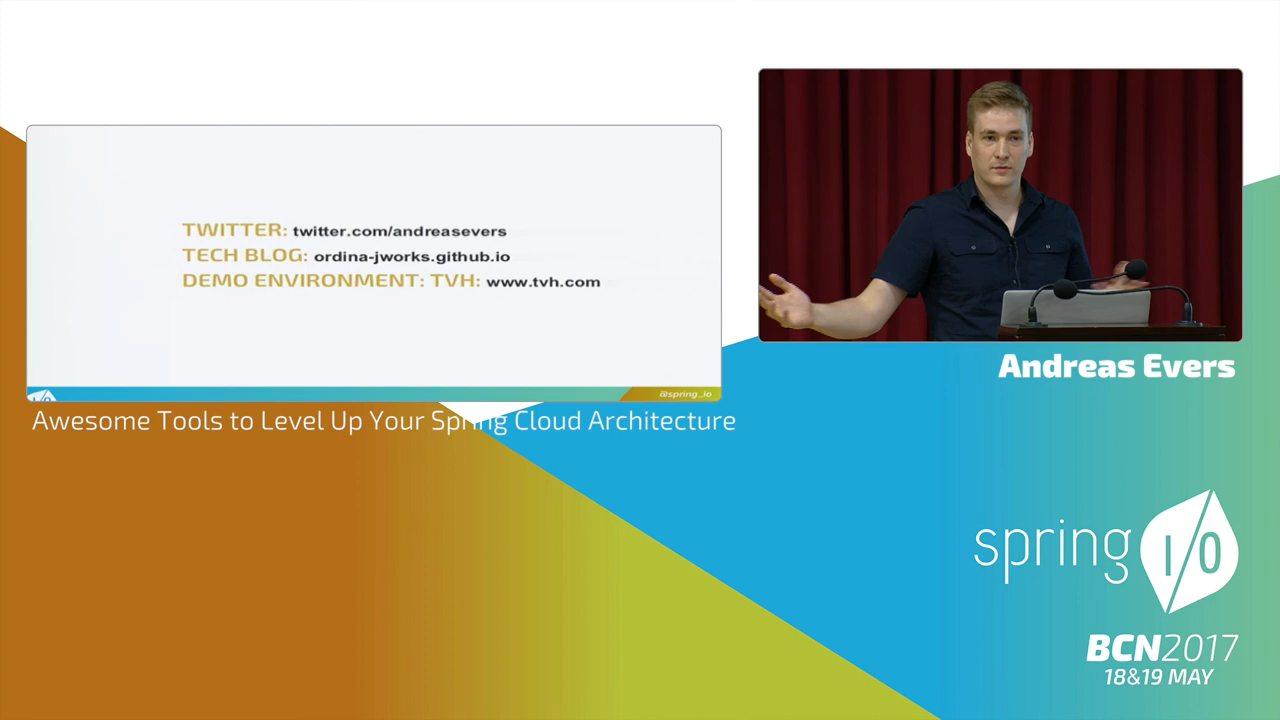 TWITTER: twitter.com/andreasevers
TECH BLOG: ordina-jworks.github.io
DEMO ENVIRONMENT: TVH: www.tvh.com
I/O
@spring_io
Andreas Evers
Awesome Tools to Level Up Your Spring Cloud Architecture
spring I/O
BCN2017
18&19 MAY